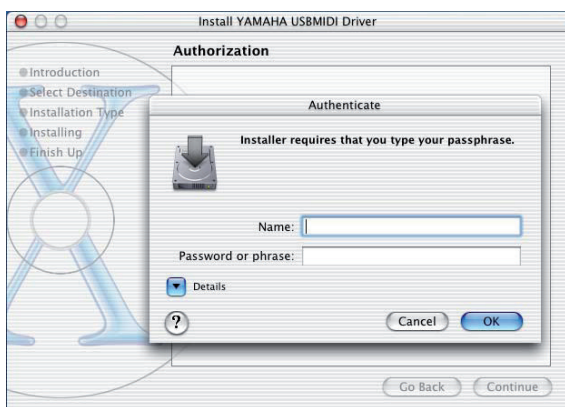 Install YAMAHA USBMIDI Driver
Authorization
Introduction
Select Destination
Installation Type
Installing
Finish Up
Authenticate
Installer requires that you type your passphrase.
Name:
Password or phrase:
Details
?
Cancel
OK
Go Back
Continue